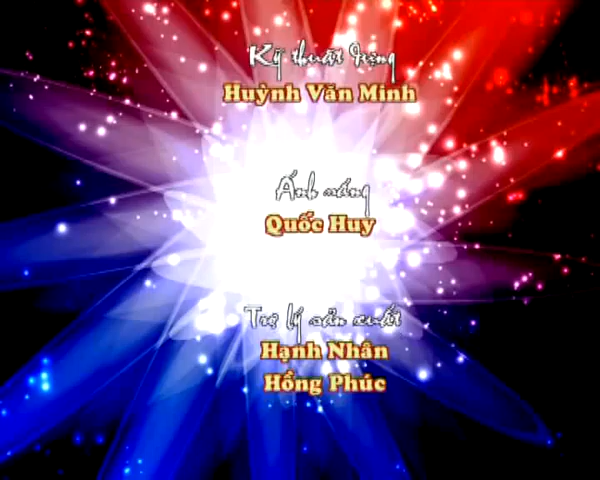 Kỹ thuật dựng
Huỳnh Văn Minh
Ánh sáng
Quốc Huy
Trợ lý sản xuất
Hạnh Nhân
Hồng Phúc